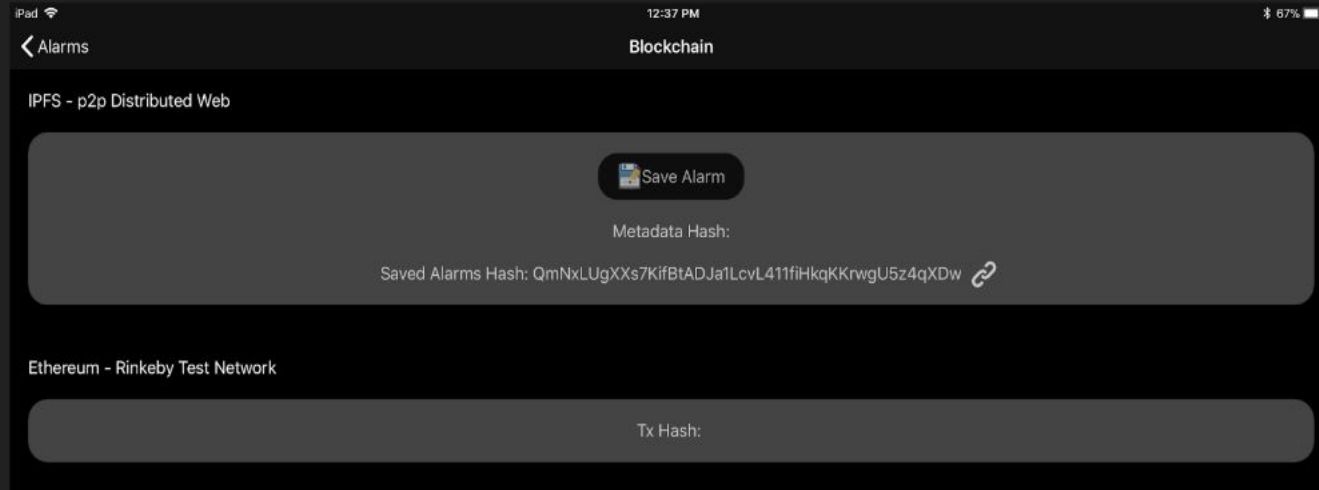 iPad 12:37 PM 67%
Alarms Blockchain
IPFS - p2p Distributed Web
Save Alarm
Metadata Hash:
Saved Alarms Hash: QmNxLUgXXs7KifBtADJa1LcvL411fiHkqKKrwgU5z4qXDw
Ethereum - Rinkeby Test Network
Tx Hash: